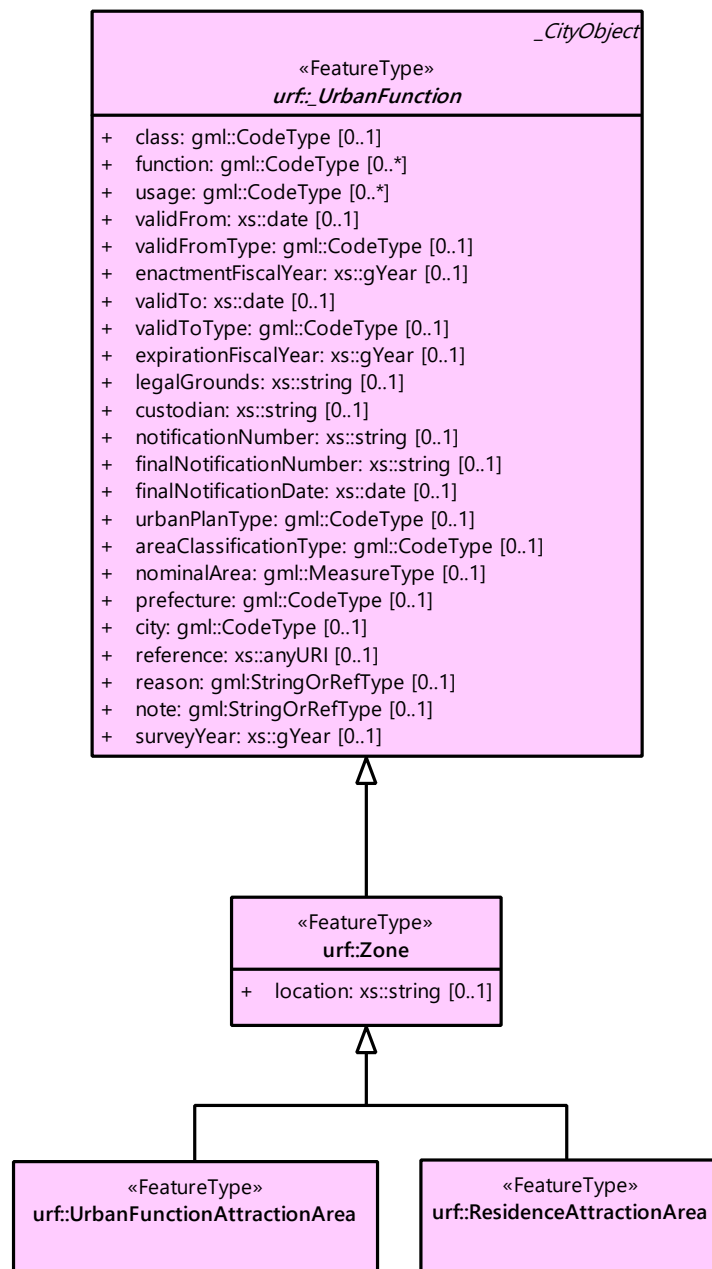 _CityObject
«FeatureType»
urf::_UrbanFunction
+ class: gml::CodeType [0..1]
+ function: gml::CodeType [0..*]
+ usage: gml::CodeType [0..*]
+ validFrom: xs::date [0..1]
+ validFromType: gml::CodeType [0..1]
+ enactmentFiscalYear: xs::gYear [0..1]
+ validTo: xs::date [0..1]
+ validToType: gml::CodeType [0..1]
+ expirationFiscalYear: xs::gYear [0..1]
+ legalGrounds: xs::string [0..1]
+ custodian: xs::string [0..1]
+ notificationNumber: xs::string [0..1]
+ finalNotificationNumber: xs::string [0..1]
+ finalNotificationDate: xs::date [0..1]
+ urbanPlanType: gml::CodeType [0..1]
+ areaClassificationType: gml::CodeType [0..1]
+ nominalArea: gml::MeasureType [0..1]
+ prefecture: gml::CodeType [0..1]
+ city: gml::CodeType [0..1]
+ reference: xs::anyURI [0..1]
+ reason: gml:StringOrRefType [0..1]
+ note: gml:StringOrRefType [0..1]
+ surveyYear: xs::gYear [0..1]
«FeatureType»
urf::Zone
+ location: xs::string [0..1]
«FeatureType»
urf::UrbanFunctionAttractionArea
«FeatureType»
urf::ResidenceAttractionArea